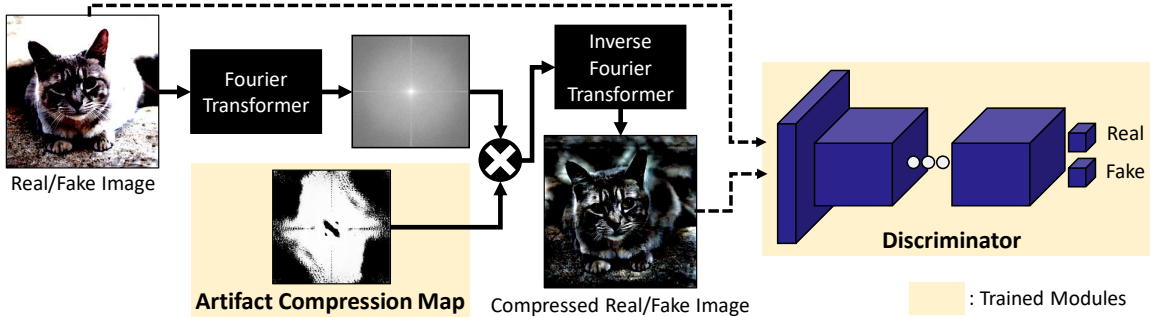 Real/Fake Image
Fourier
Transformer
Inverse
Fourier
Transformer
Artifact Compression Map
Compressed Real/Fake Image
Real
Fake
Discriminator
: Trained Modules